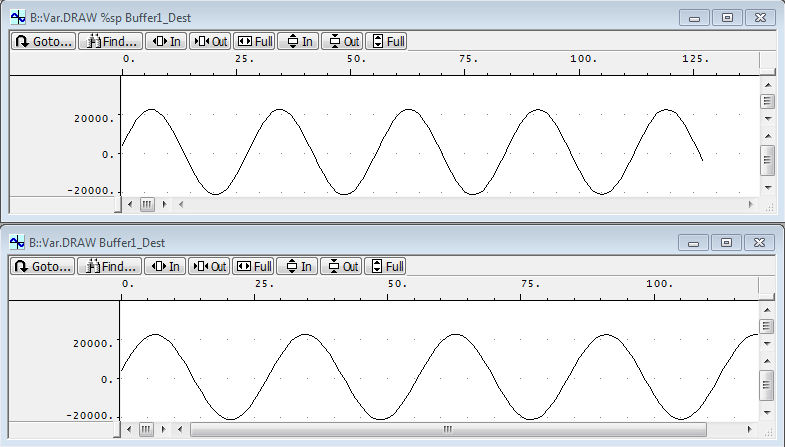 B::Var.DRAW %sp Buffer1_Dest
Goto... Find... In Out Full In Out Full
0. 25. 50. 75. 100. 125.
20000.
0.
-20000.
B::Var.DRAW Buffer1_Dest
Goto... Find... In Out Full In Out Full
0. 25. 50. 75. 100.
20000.
0.
-20000.